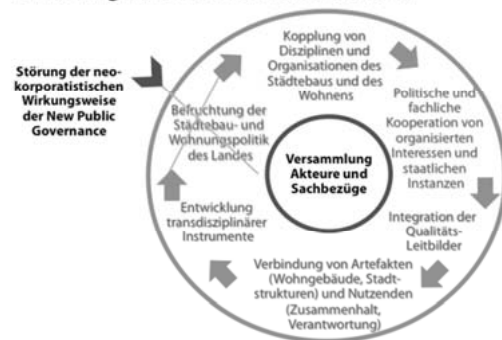 Störung der neo-
korporatistischen
Wirkungsweise
der New Public
Governance
Kopplung von
Disziplinen und
Organisationen des
Städtebaus und des
Wohnens
Politische und
fachliche
Kooperation von
organisierten
Interessen und
staatlichen
Instanzen
Integration der
Qualitäts-
Leitbilder
Verbindung von Artefakten
(Wohngebäude, Stadt-
strukturen) und Nutzenden
(Zusammenhalt,
Verantwortung)
Entwicklung
transdisziplinärer
Instrumente
Befruchtung der
Städtebau- und
Wohnungspolitik
des Landes
Versammlung
Akteure und
Sachbezüge